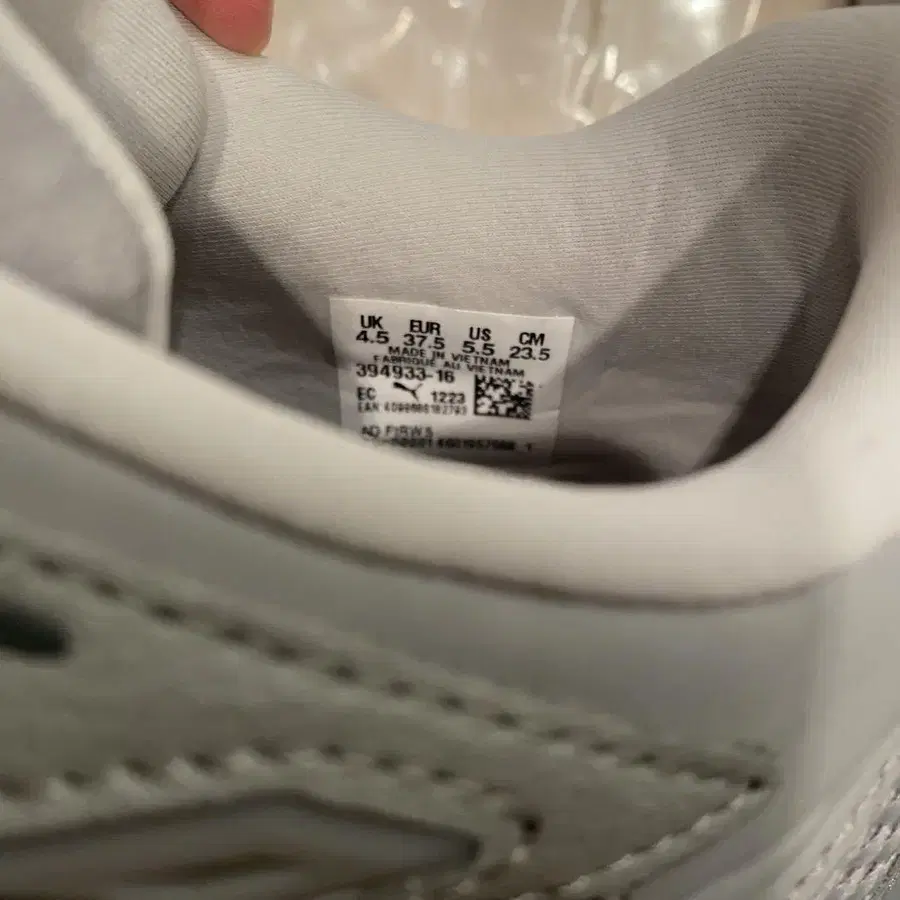 UK EUR US CM
4.5 37.5 5.5 23.5
MADE IN VIETNAM
FABRIQUE AU VIETNAM
394933-16
EC 1223
EAN